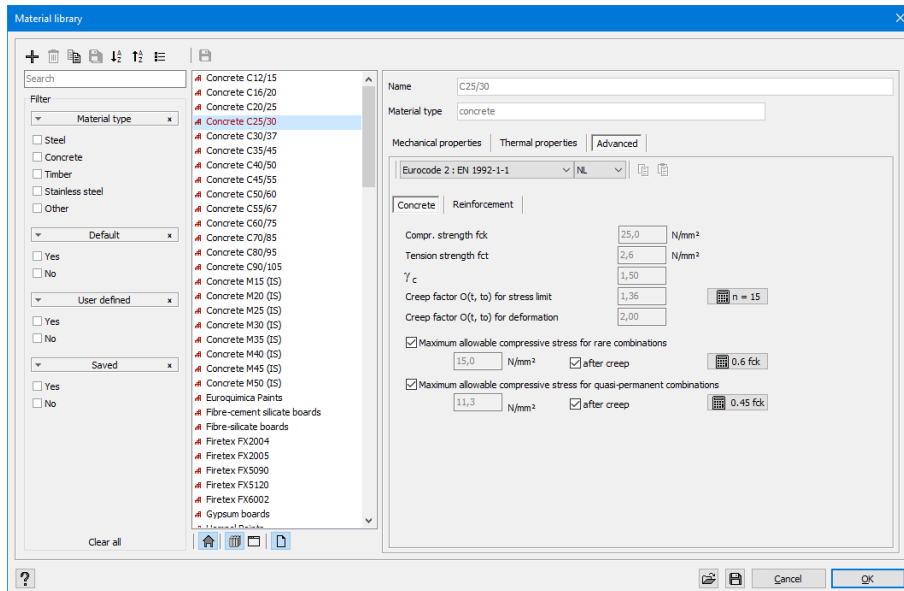 Material library
Search
Filter
Material type x
Steel
Concrete
Timber
Stainless steel
Other
Default x
Yes
No
User defined x
Yes
No
Saved x
Yes
No
Clear all
Concrete C12/15
Concrete C16/20
Concrete C20/25
Concrete C25/30
Concrete C30/37
Concrete C35/45
Concrete C40/50
Concrete C45/55
Concrete C50/60
Concrete C55/67
Concrete C60/75
Concrete C70/85
Concrete C80/95
Concrete C90/105
Concrete M15 (IS)
Concrete M20 (IS)
Concrete M25 (IS)
Concrete M30 (IS)
Concrete M35 (IS)
Concrete M40 (IS)
Concrete M45 (IS)
Concrete M50 (IS)
Euroquimica Paints
Fibre-cement silicate boards
Fibre-silicate boards
Firetex FX2004
Firetex FX2005
Firetex FX5090
Firetex FX5120
Firetex FX6002
Gypsum boards
Name C25/30
Material type concrete
Mechanical properties Thermal properties Advanced
Eurocode 2 : EN 1992-1-1 NL
Concrete Reinforcement
Compr. strength fck 25,0 N/mm²
Tension strength fct 2,6 N/mm²
γc 1,50
Creep factor O(t, to) for stress limit 1,36 n = 15
Creep factor O(t, to) for deformation 2,00
Maximum allowable compressive stress for rare combinations
15,0 N/mm² after creep 0.6 fck
Maximum allowable compressive stress for quasi-permanent combinations
11,3 N/mm² after creep 0.45 fck
? Cancel OK